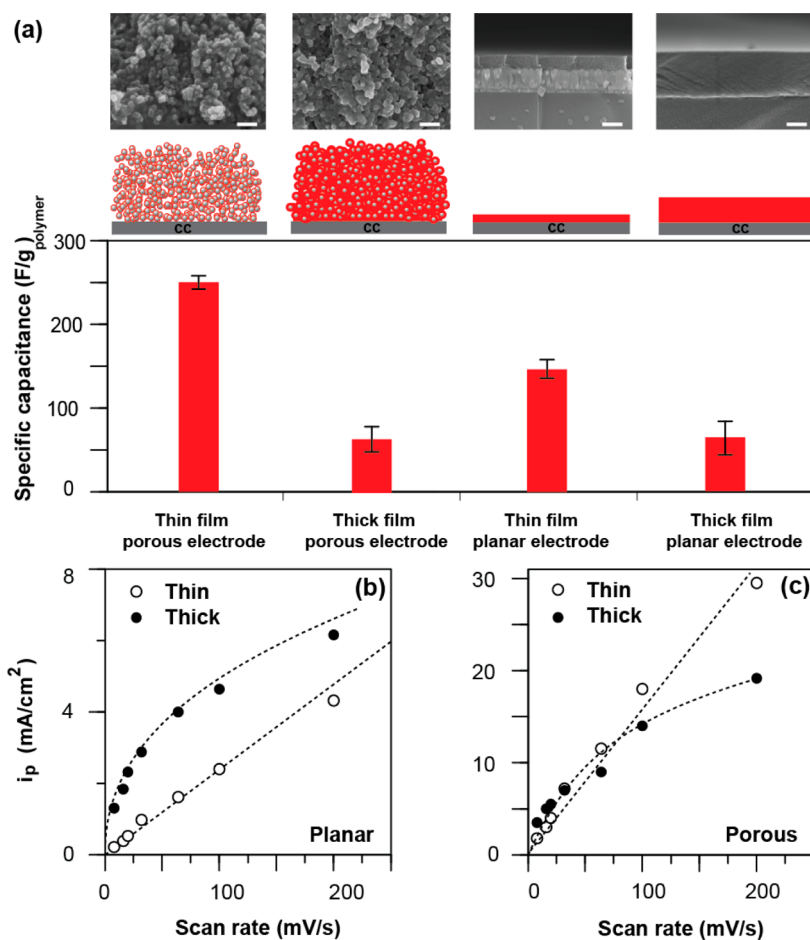 (a)
CC
CC
CC
CC
Specific capacitance (F/g)polymer
300
200
100
0
Thin film
porous electrode
Thick film
porous electrode
Thin film
planar electrode
Thick film
planar electrode
(b)
Thin
Thick
8
4
0
ip (mA/cm²)
Planar
0
100
200
Scan rate (mV/s)
(c)
Thin
Thick
30
20
10
0
Porous
0
100
200
Scan rate (mV/s)